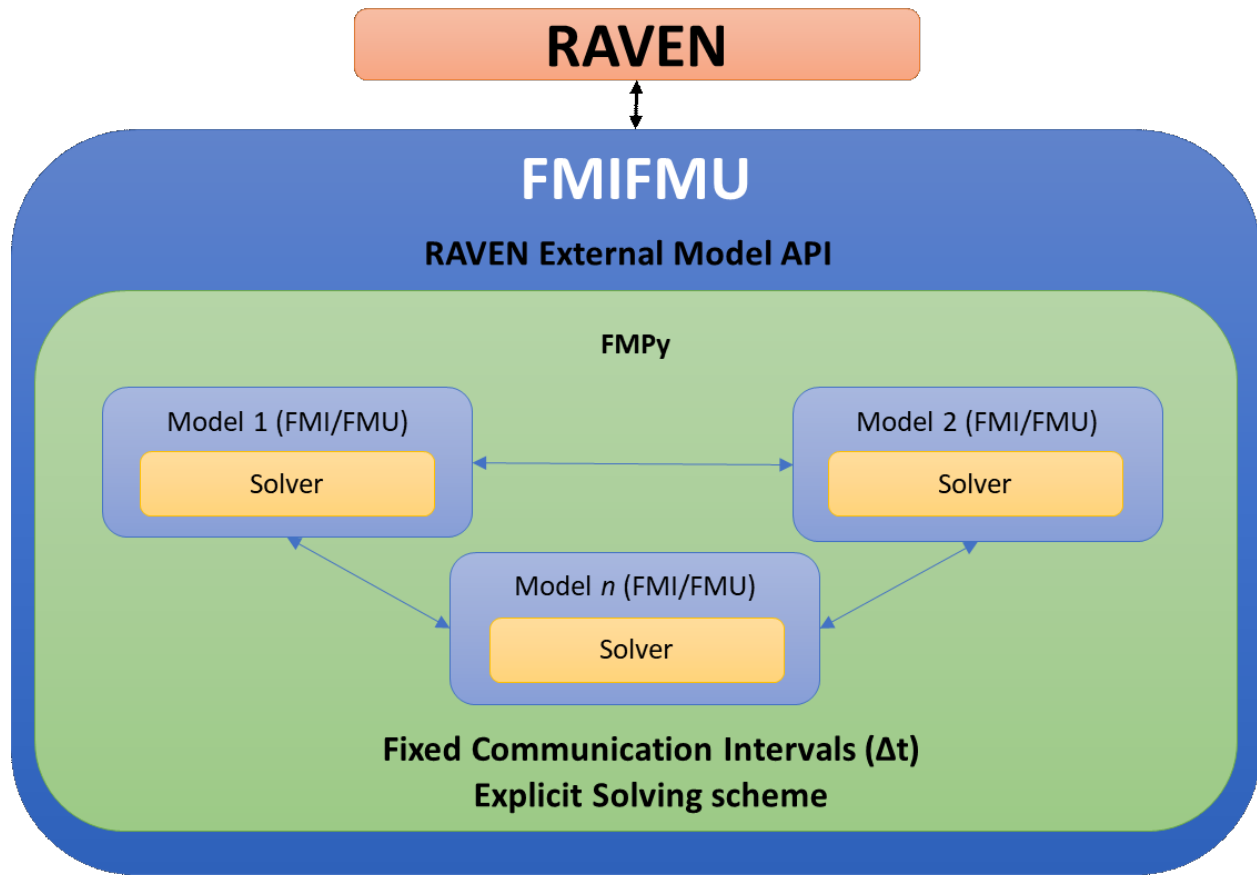 RAVEN
FMIFMU
RAVEN External Model API
FMPy
Model 1 (FMI/FMU)
Solver
Model 2 (FMI/FMU)
Solver
Model n (FMI/FMU)
Solver
Fixed Communication Intervals (Δt)
Explicit Solving scheme